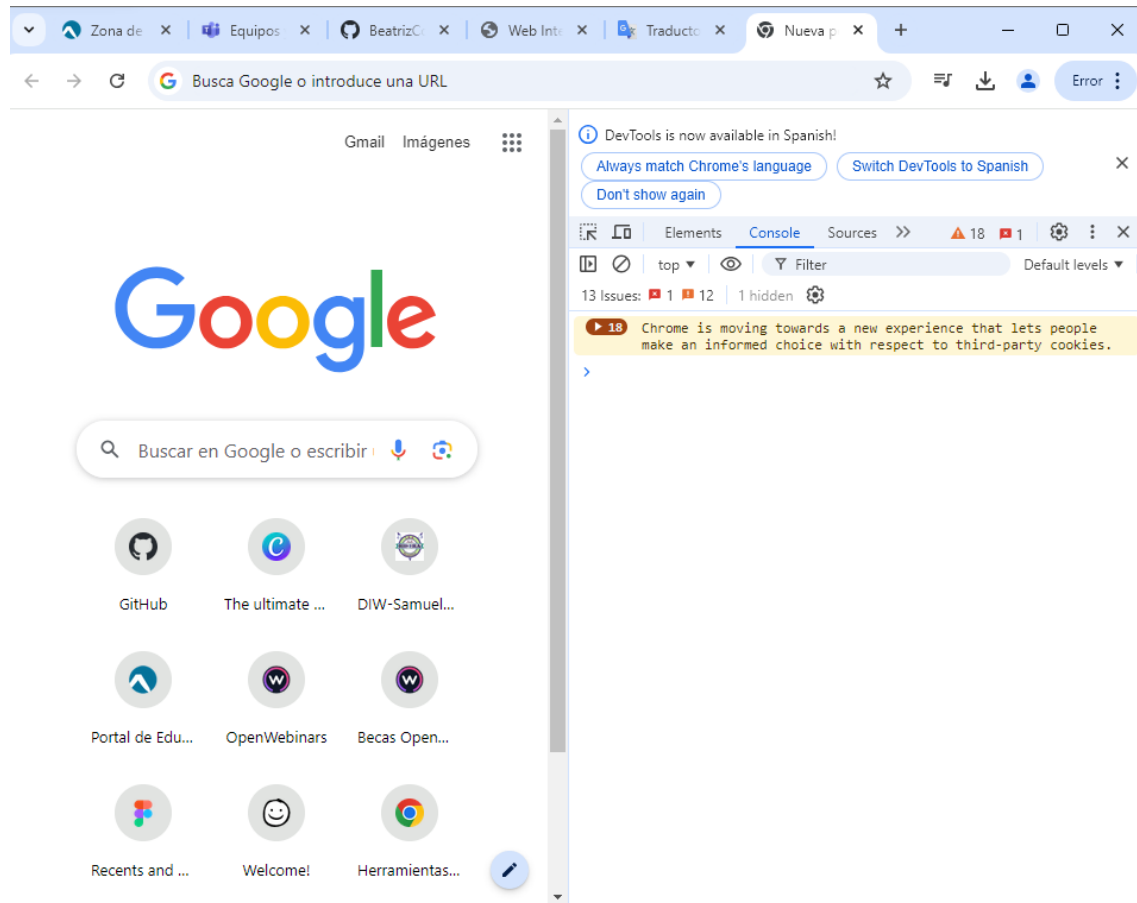 Zona de
Equipos
BeatrizC
Web Inte
Traducto
Nueva p
Busca Google o introduce una URL
Error
Gmail Imágenes
Google
Buscar en Google o escribir
GitHub
The ultimate ...
DIW-Samuel...
Portal de Edu...
OpenWebinars
Becas Open...
Recents and ...
Welcome!
Herramientas...
DevTools is now available in Spanish!
Always match Chrome's language
Switch DevTools to Spanish
Don't show again
Elements Console Sources 18 1
top Filter Default levels
13 Issues: 1 12 1 hidden
18 Chrome is moving towards a new experience that lets people
make an informed choice with respect to third-party cookies.